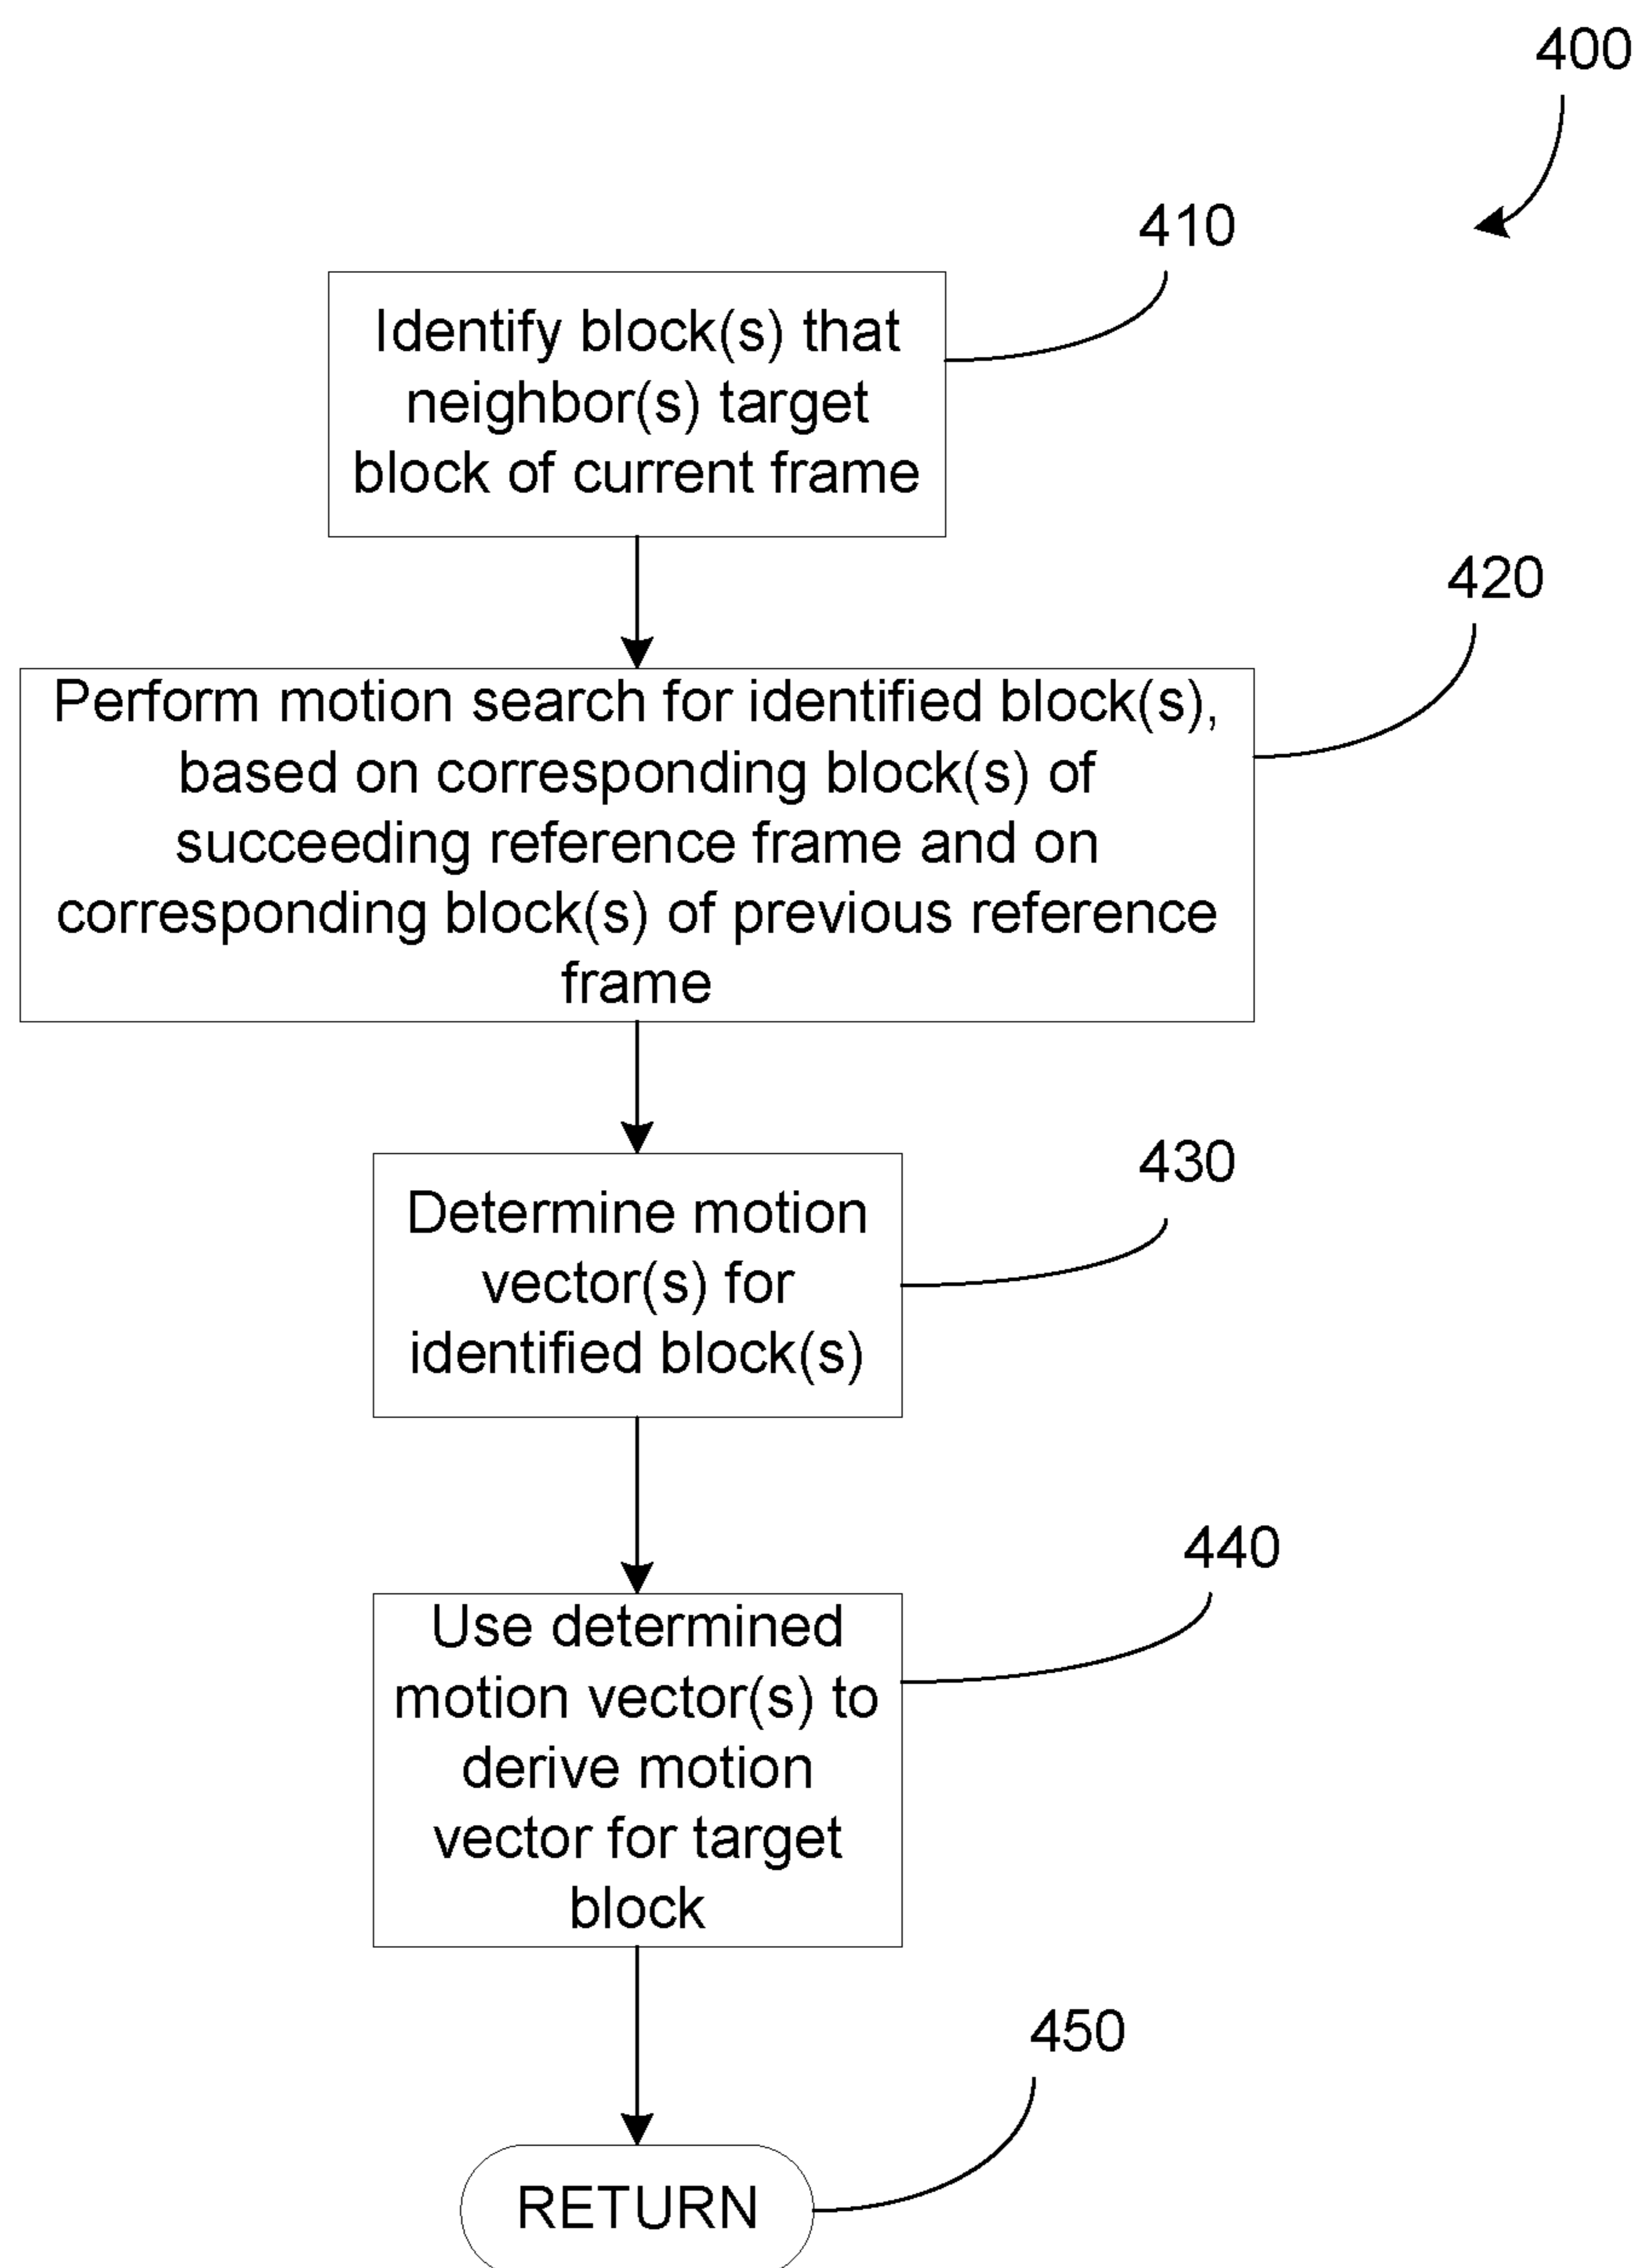 400
410
Identify block(s) that
neighbor(s) target
block of current frame
420
Perform motion search for identified block(s),
based on corresponding block(s) of
succeeding reference frame and on
corresponding block(s) of previous reference
frame
430
Determine motion
vector(s) for
identified block(s)
440
Use determined
motion vector(s) to
derive motion
vector for target
block
450
RETURN